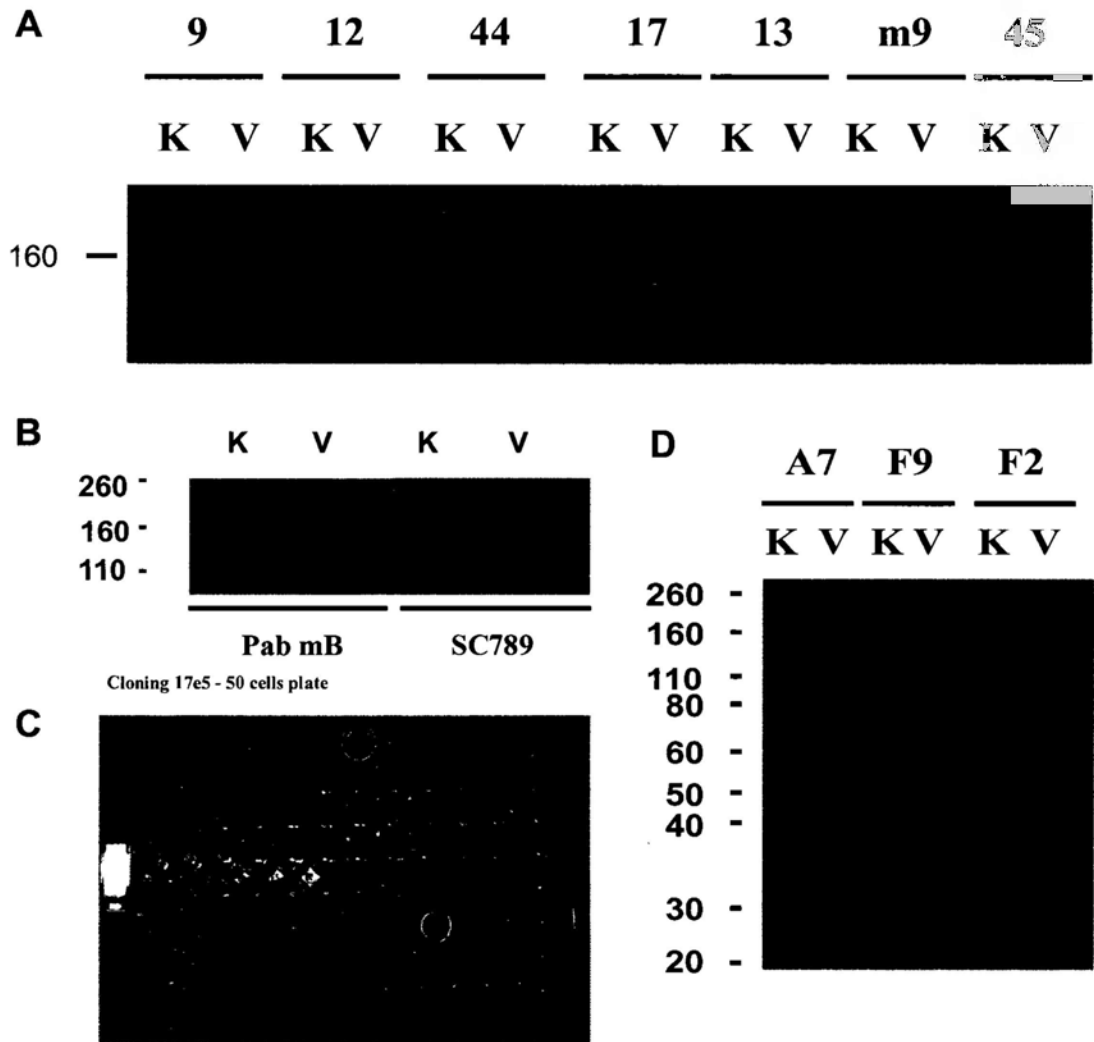 A
9 12 44 17 13 m9 45
K V K V K V K V K V K V K V
160
B
K V K V
260
160
110
Pab mB SC789
Cloning 17e5 - 50 cells plate
C
D
A7 F9 F2
K V K V K V
260
160
110
80
60
50
40
30
20